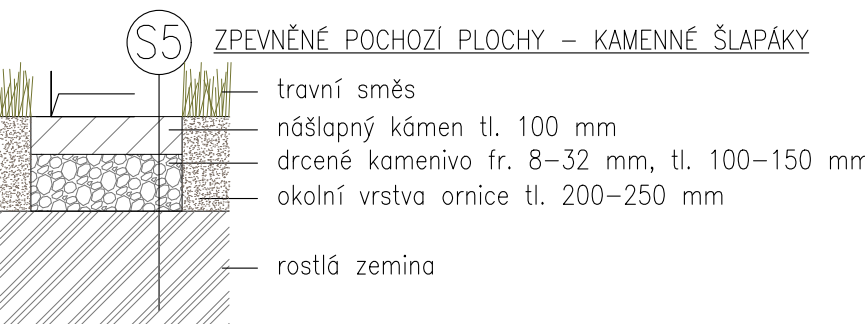 S5 ZPEVNĚNÉ POCHOZÍ PLOCHY – KAMENNÉ ŠLAPÁKY
travní směs
nášlapný kámen tl. 100 mm
drcené kamenivo fr. 8–32 mm, tl. 100–150 mm
okolní vrstva ornice tl. 200–250 mm
rostlá zemina